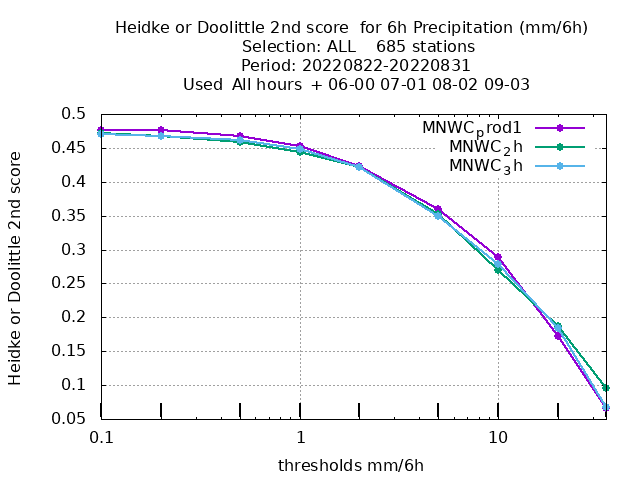 Heidke or Doolittle 2nd score  for 6h Precipitation (mm/6h)
Selection: ALL    685 stations
Period: 20220822-20220831
Used  All hours  + 06-00 07-01 08-02 09-03
MNWCprod1
MNWC2h
MNWC3h
Heidke or Doolittle 2nd score
0.5
0.45
0.4
0.35
0.3
0.25
0.2
0.15
0.1
0.05
0.1 1 10
thresholds mm/6h